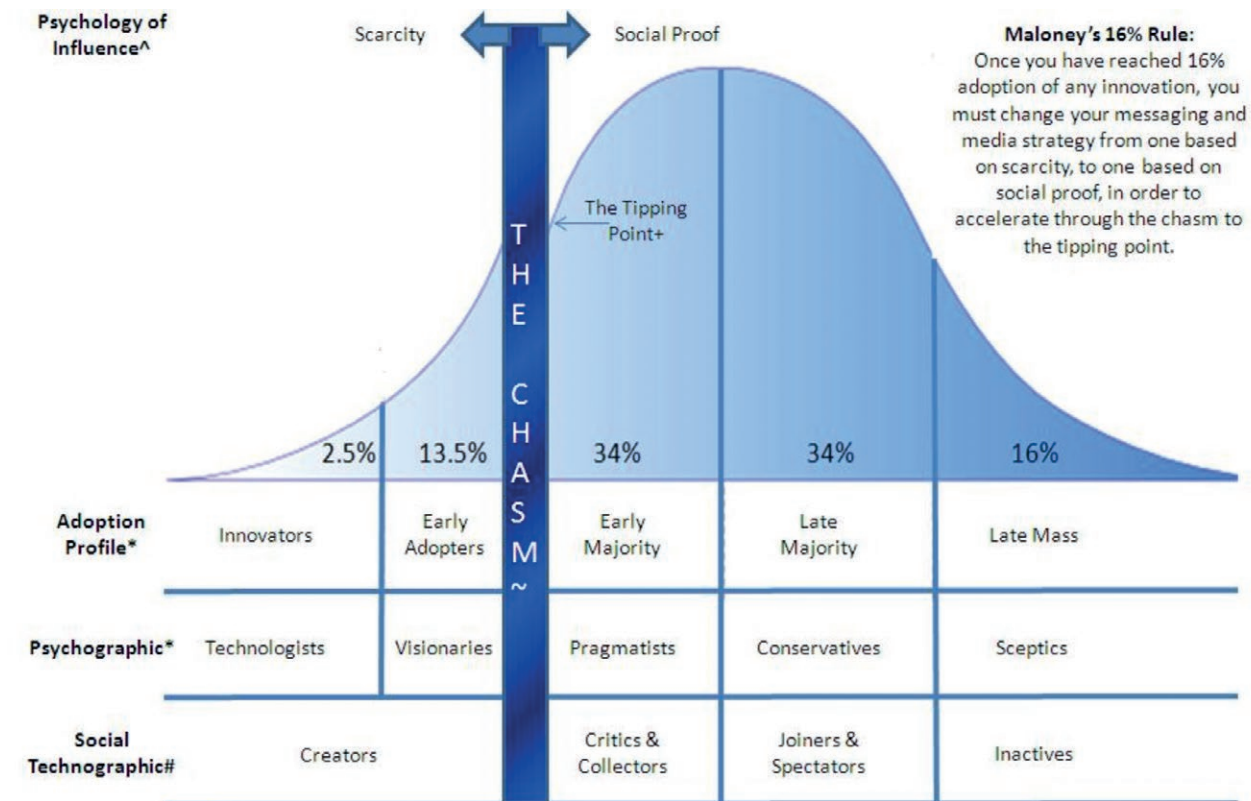 Psychology of
Influence^
Scarcity
Social Proof
Maloney's 16% Rule:
Once you have reached 16%
adoption of any innovation, you
must change your messaging and
media strategy from one based
on scarcity, to one based on
social proof, in order to
accelerate through the chasm to
the tipping point.
The Tipping
Point+
THE CHASM~
2.5%
13.5%
34%
34%
16%
Adoption
Profile*
Innovators
Early
Adopters
Early
Majority
Late
Majority
Late Mass
Psychographic*
Technologists
Visionaries
Pragmatists
Conservatives
Sceptics
Social
Technographic#
Creators
Critics &
Collectors
Joiners &
Spectators
Inactives